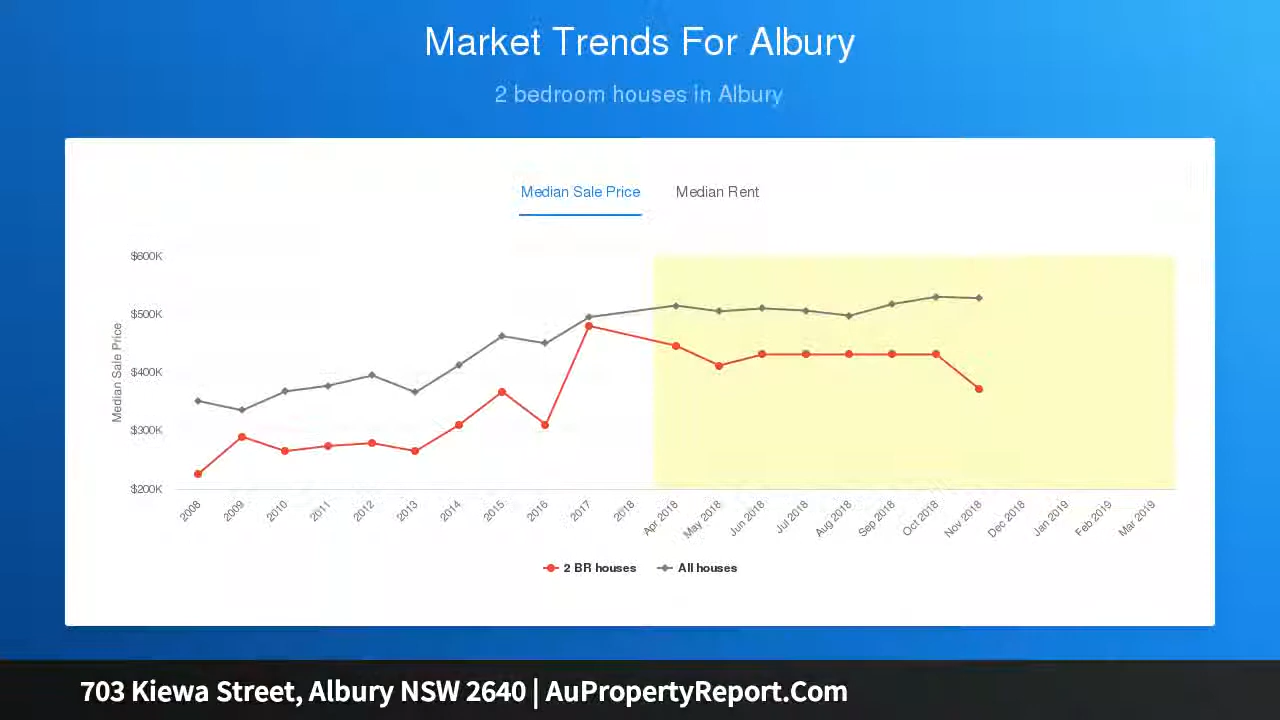 Market Trends For Albury
2 bedroom houses in Albury
Median Sale Price
Median Rent
$600K
$500K
$400K
$300K
$200K
Median Sale Price
2008
2009
2010
2011
2012
2013
2014
2015
2016
2017
2018
Apr 2018
May 2018
Jun 2018
Jul 2018
Aug 2018
Sep 2018
Oct 2018
Nov 2018
Dec 2018
Jan 2019
Feb 2019
Mar 2019
2 BR houses
All houses
703 Kiewa Street, Albury NSW 2640 | AuPropertyReport.Com